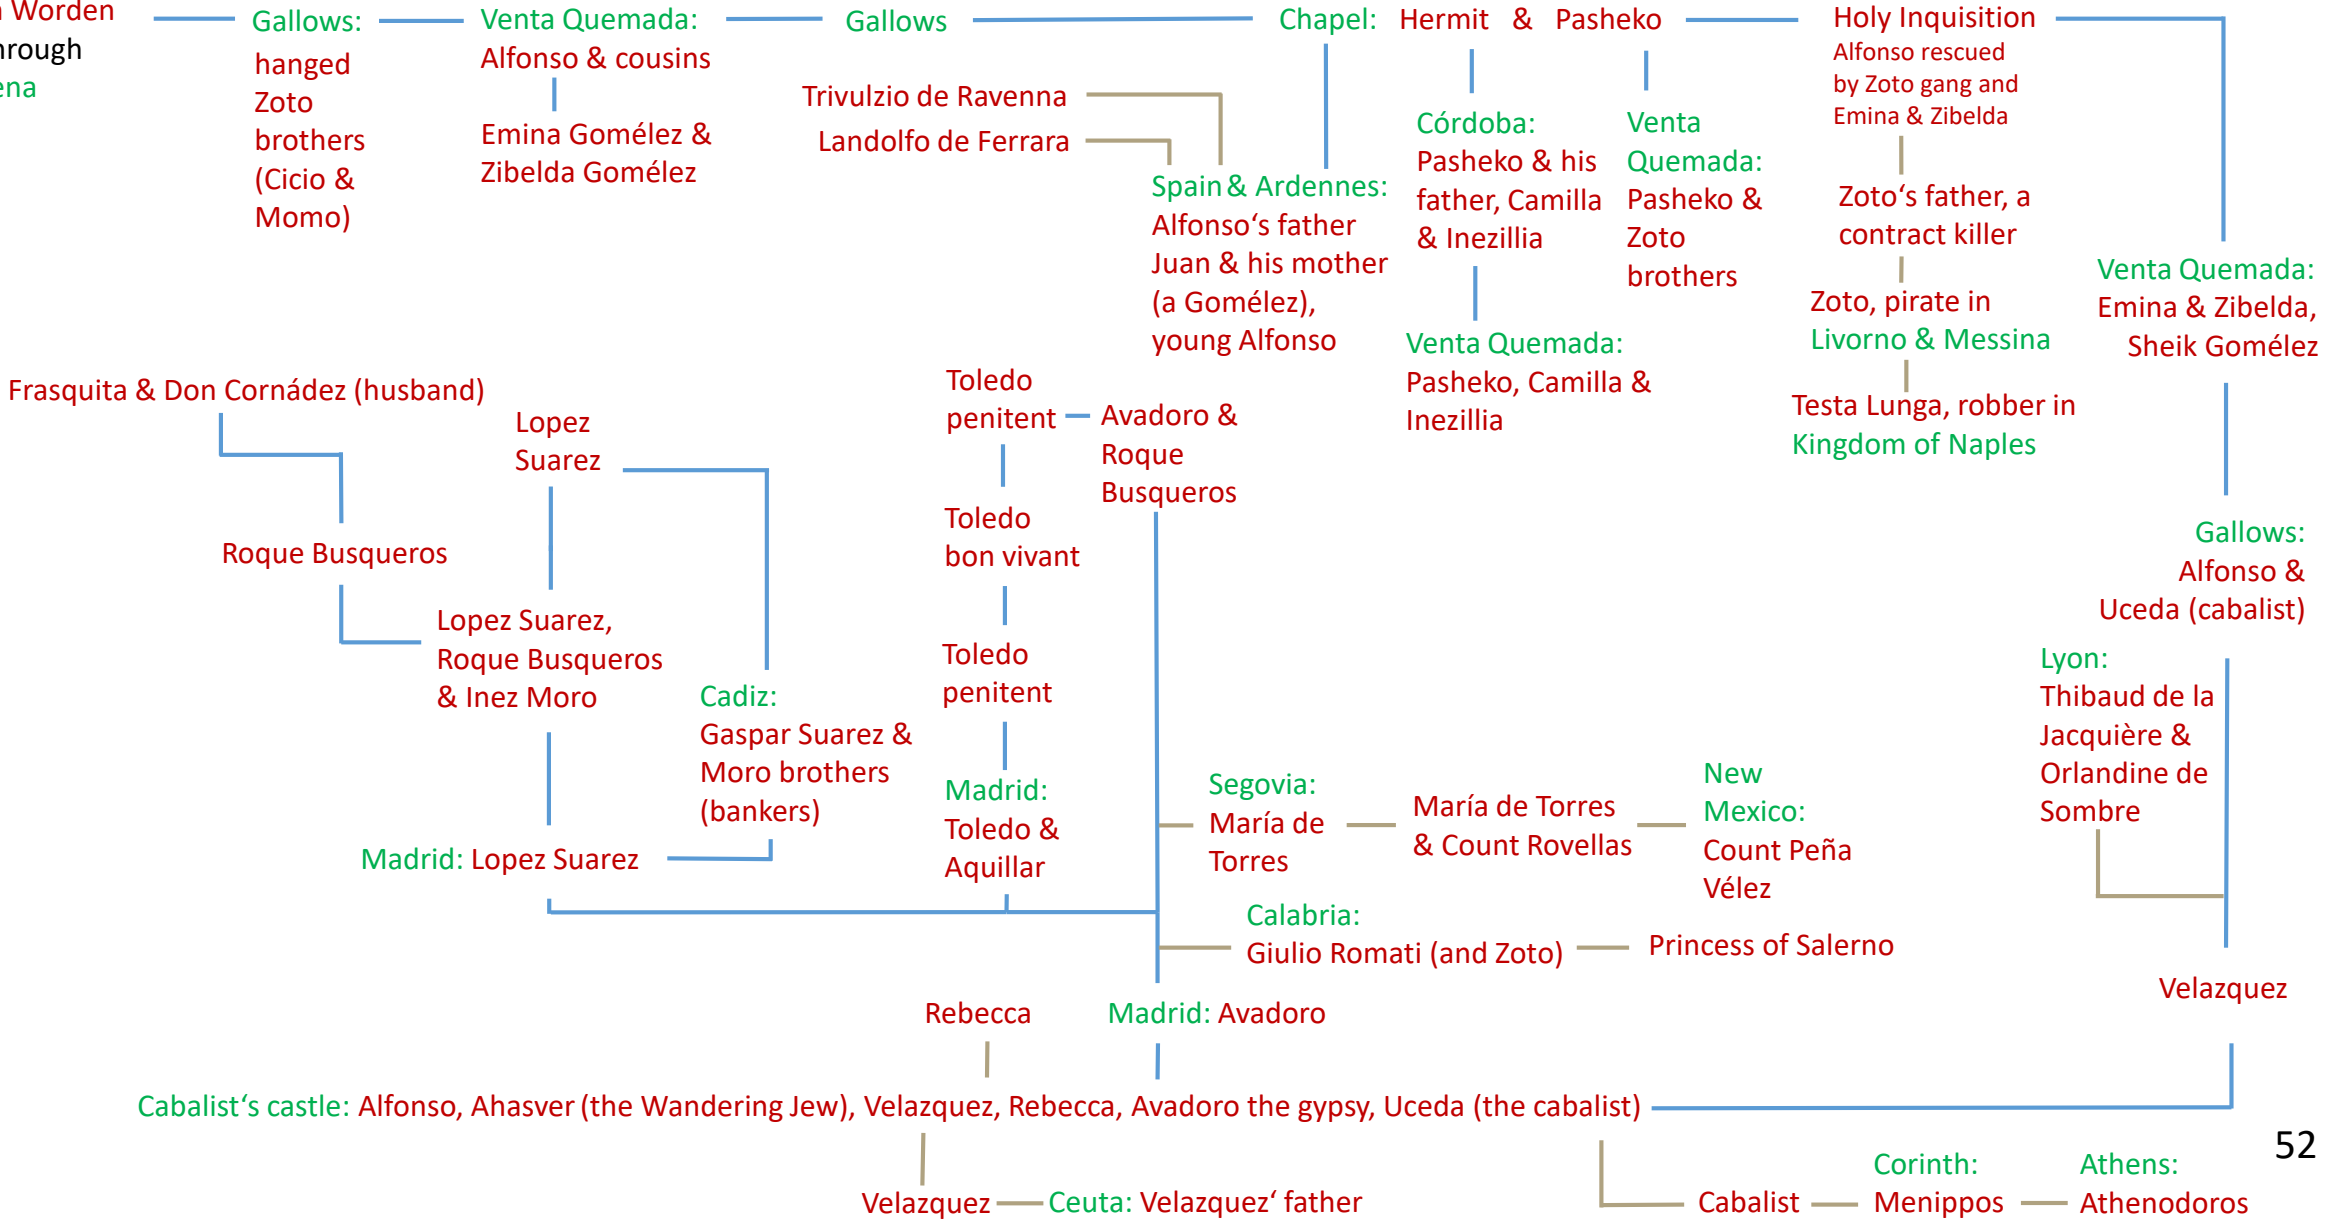 Worden
hrough
ena
Gallows:
hanged
Zoto
brothers
(Cicio &
Momo)
Venta Quemada:
Alfonso & cousins
Emina Gomélez &
Zibelda Gomélez
Gallows
Trivulzio de Ravenna
Landolfo de Ferrara
Chapel: Hermit & Pasheko
Spain & Ardennes:
Alfonso‘s father
Juan & his mother
(a Gomélez),
young Alfonso
Córdoba:
Pasheko & his
father, Camilla
& Inezillia
Venta Quemada:
Pasheko, Camilla &
Inezillia
Venta
Quemada:
Pasheko &
Zoto
brothers
Holy Inquisition
Alfonso rescued
by Zoto gang and
Emina & Zibelda
Zoto‘s father, a
contract killer
Zoto, pirate in
Livorno & Messina
Testa Lunga, robber in
Kingdom of Naples
Venta Quemada:
Emina & Zibelda,
Sheik Gomélez
Gallows:
Alfonso &
Uceda (cabalist)
Lyon:
Thibaud de la
Jacquière &
Orlandine de
Sombre
Velazquez
Frasquita & Don Cornádez (husband)
Roque Busqueros
Lopez
Suarez
Lopez Suarez,
Roque Busqueros
& Inez Moro
Cadiz:
Gaspar Suarez &
Moro brothers
(bankers)
Madrid: Lopez Suarez
Toledo
penitent
Toledo
bon vivant
Toledo
penitent
Madrid:
Toledo &
Aquillar
Avadoro &
Roque
Busqueros
Segovia:
María de
Torres
María de Torres
& Count Rovellas
New
Mexico:
Count Peña
Vélez
Calabria:
Giulio Romati (and Zoto)
Princess of Salerno
Rebecca
Madrid: Avadoro
Cabalist‘s castle: Alfonso, Ahasver (the Wandering Jew), Velazquez, Rebecca, Avadoro the gypsy, Uceda (the cabalist)
Velazquez
Ceuta: Velazquez‘ father
Cabalist
Corinth:
Menippos
Athens:
Athenodoros
52